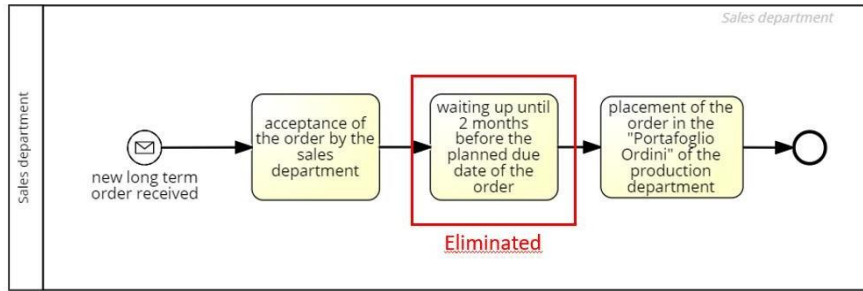 Sales department
Sales department
new long term
order received
acceptance of
the order by the
sales
department
waiting up until
2 months
before the
planned due
date of the
order
placement of the
order in the
"Portafoglio
Ordini" of the
production
department
Eliminated